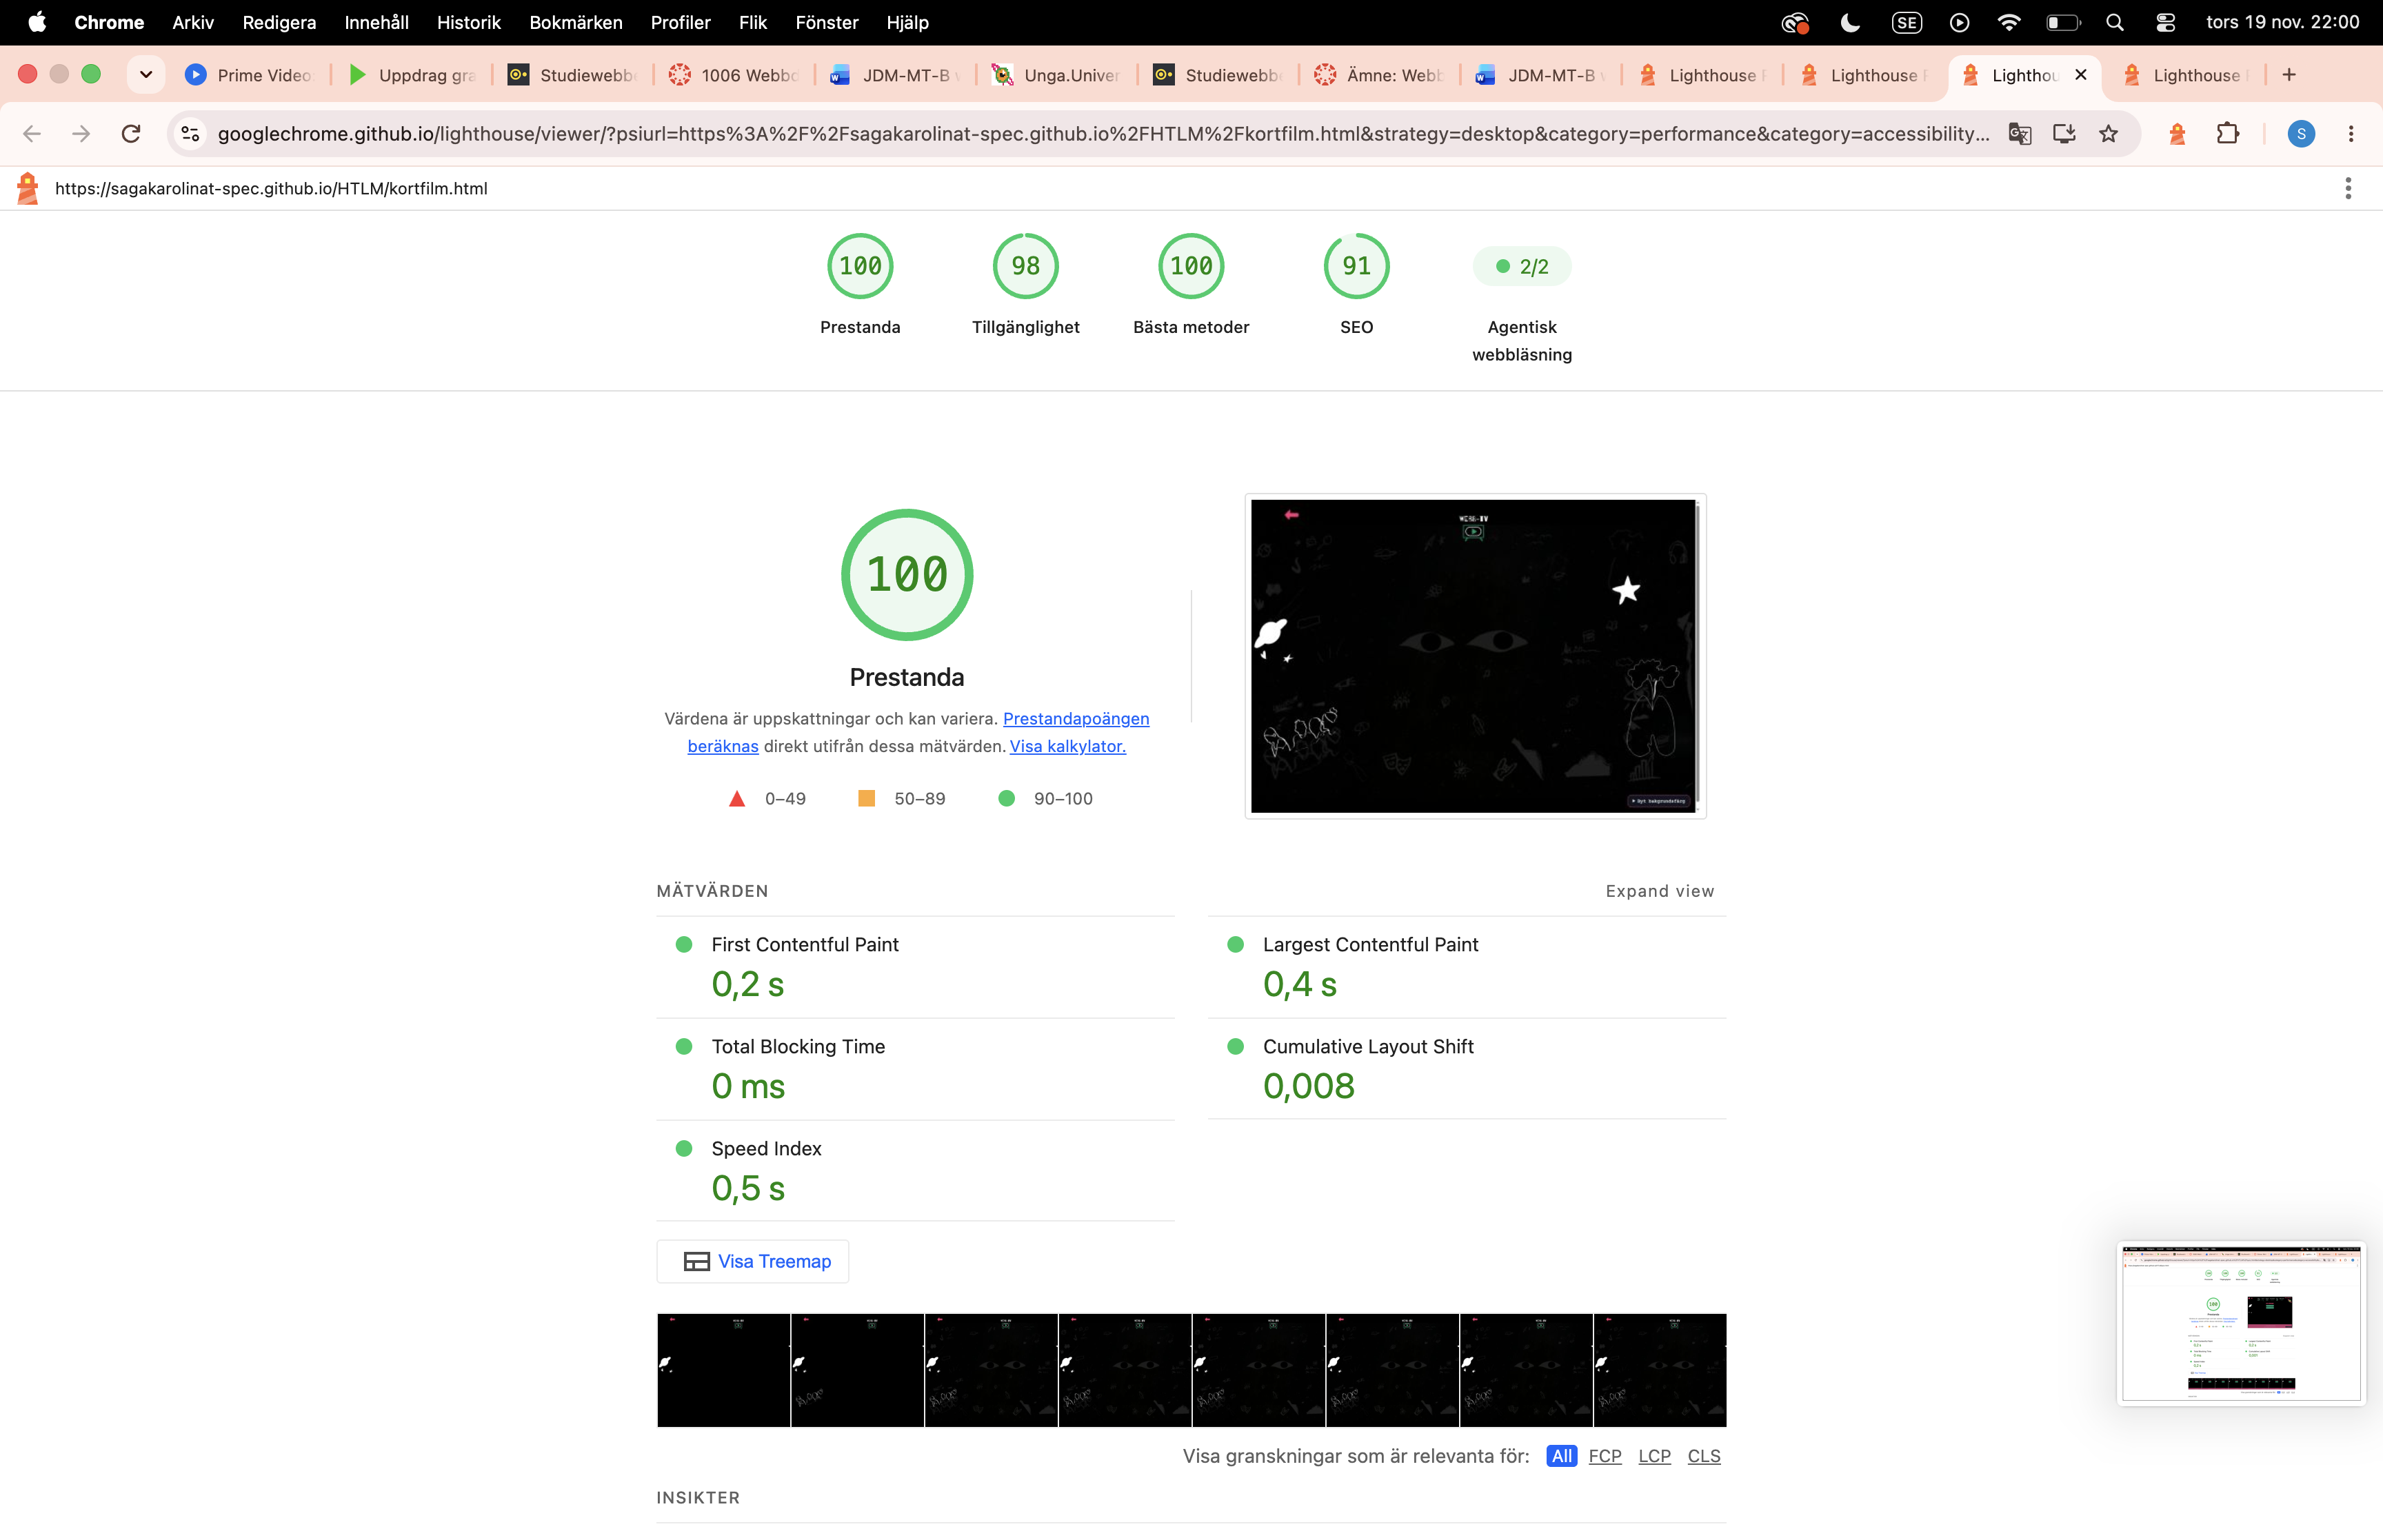 Chrome Arkiv Redigera Innehåll Historik Bokmärken Profiler Flik Fönster Hjälp SE tors 19 nov. 22:00
Prime Video: Uppdrag gra Studiewebb 1006 Webbd JDM-MT-B v Unga.Univer Studiewebb Ämne: Webb JDM-MT-B v Lighthouse Lighthouse Lighthou Lighthouse
googlechrome.github.io/lighthouse/viewer/?psiurl=https%3A%2F%2Fsagakarolinat-spec.github.io%2FHTLM%2Fkortfilm.html&strategy=desktop&category=performance&category=accessibility... S
https://sagakarolinat-spec.github.io/HTLM/kortfilm.html
100 98 100 91 2/2
Prestanda Tillgänglighet Bästa metoder SEO Agentisk
webbläsning
WEBB-TV
100
Prestanda
Värdena är uppskattningar och kan variera. Prestandapoängen
beräknas direkt utifrån dessa mätvärden. Visa kalkylator.
0–49 50–89 90–100
MÄTVÄRDEN Expand view
First Contentful Paint Largest Contentful Paint
0,2 s 0,4 s
Total Blocking Time Cumulative Layout Shift
0 ms 0,008
Speed Index
0,5 s
Visa Treemap
Visa granskningar som är relevanta för: All FCP LCP CLS
INSIKTER